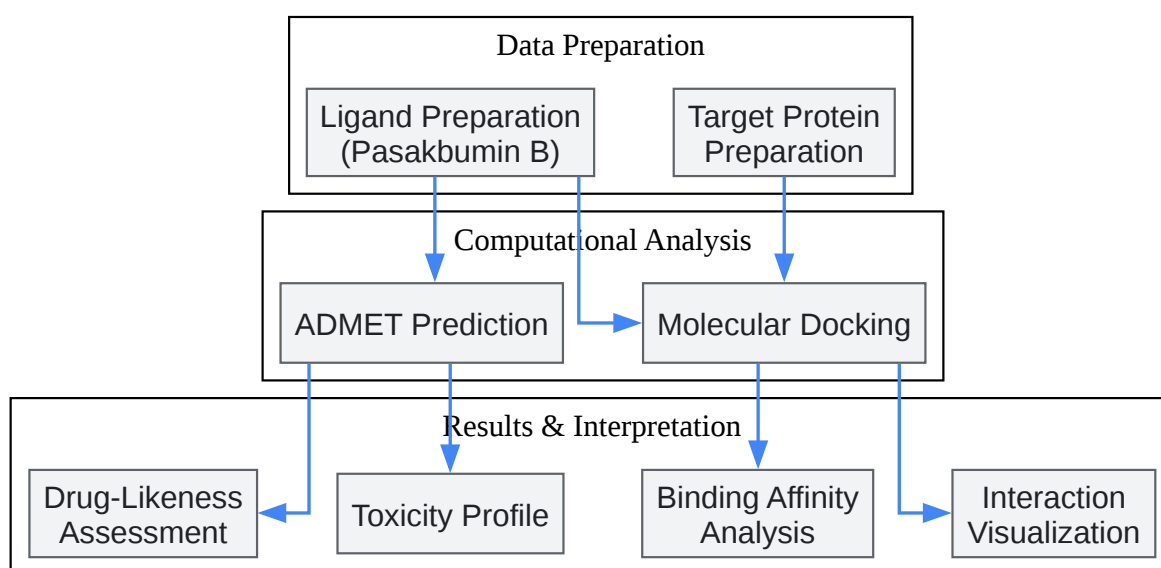 Data Preparation
Ligand Preparation
(Pasakbumin B)
Target Protein
Preparation
Computational Analysis
ADMET Prediction
Molecular Docking
Results & Interpretation
Drug-Likeness
Assessment
Toxicity Profile
Binding Affinity
Analysis
Interaction
Visualization